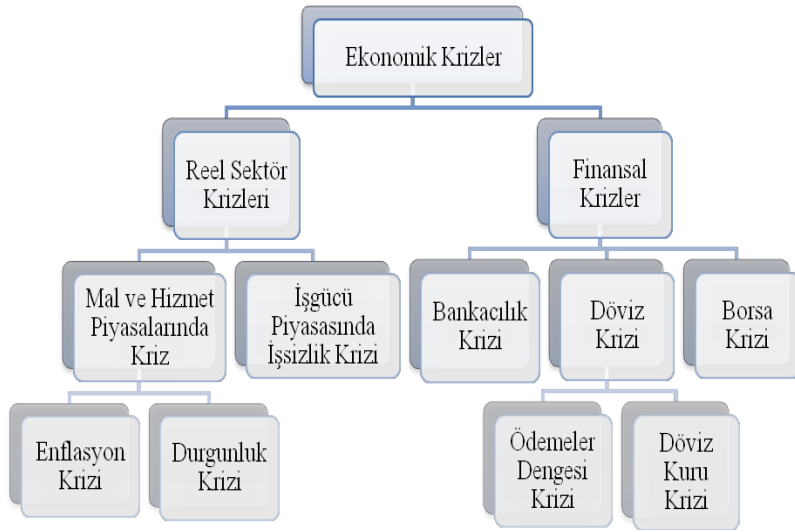 Ekonomik Krizler
Reel Sektör
Krizleri
Finansal
Krizler
Mal ve Hizmet
Piyasalarında
Kriz
İşgücü
Piyasasında
İşsizlik Krizi
Bankacılık
Krizi
Döviz
Krizi
Borsa
Krizi
Enflasyon
Krizi
Durgunluk
Krizi
Ödemeler
Dengesi
Krizi
Döviz
Kuru
Krizi